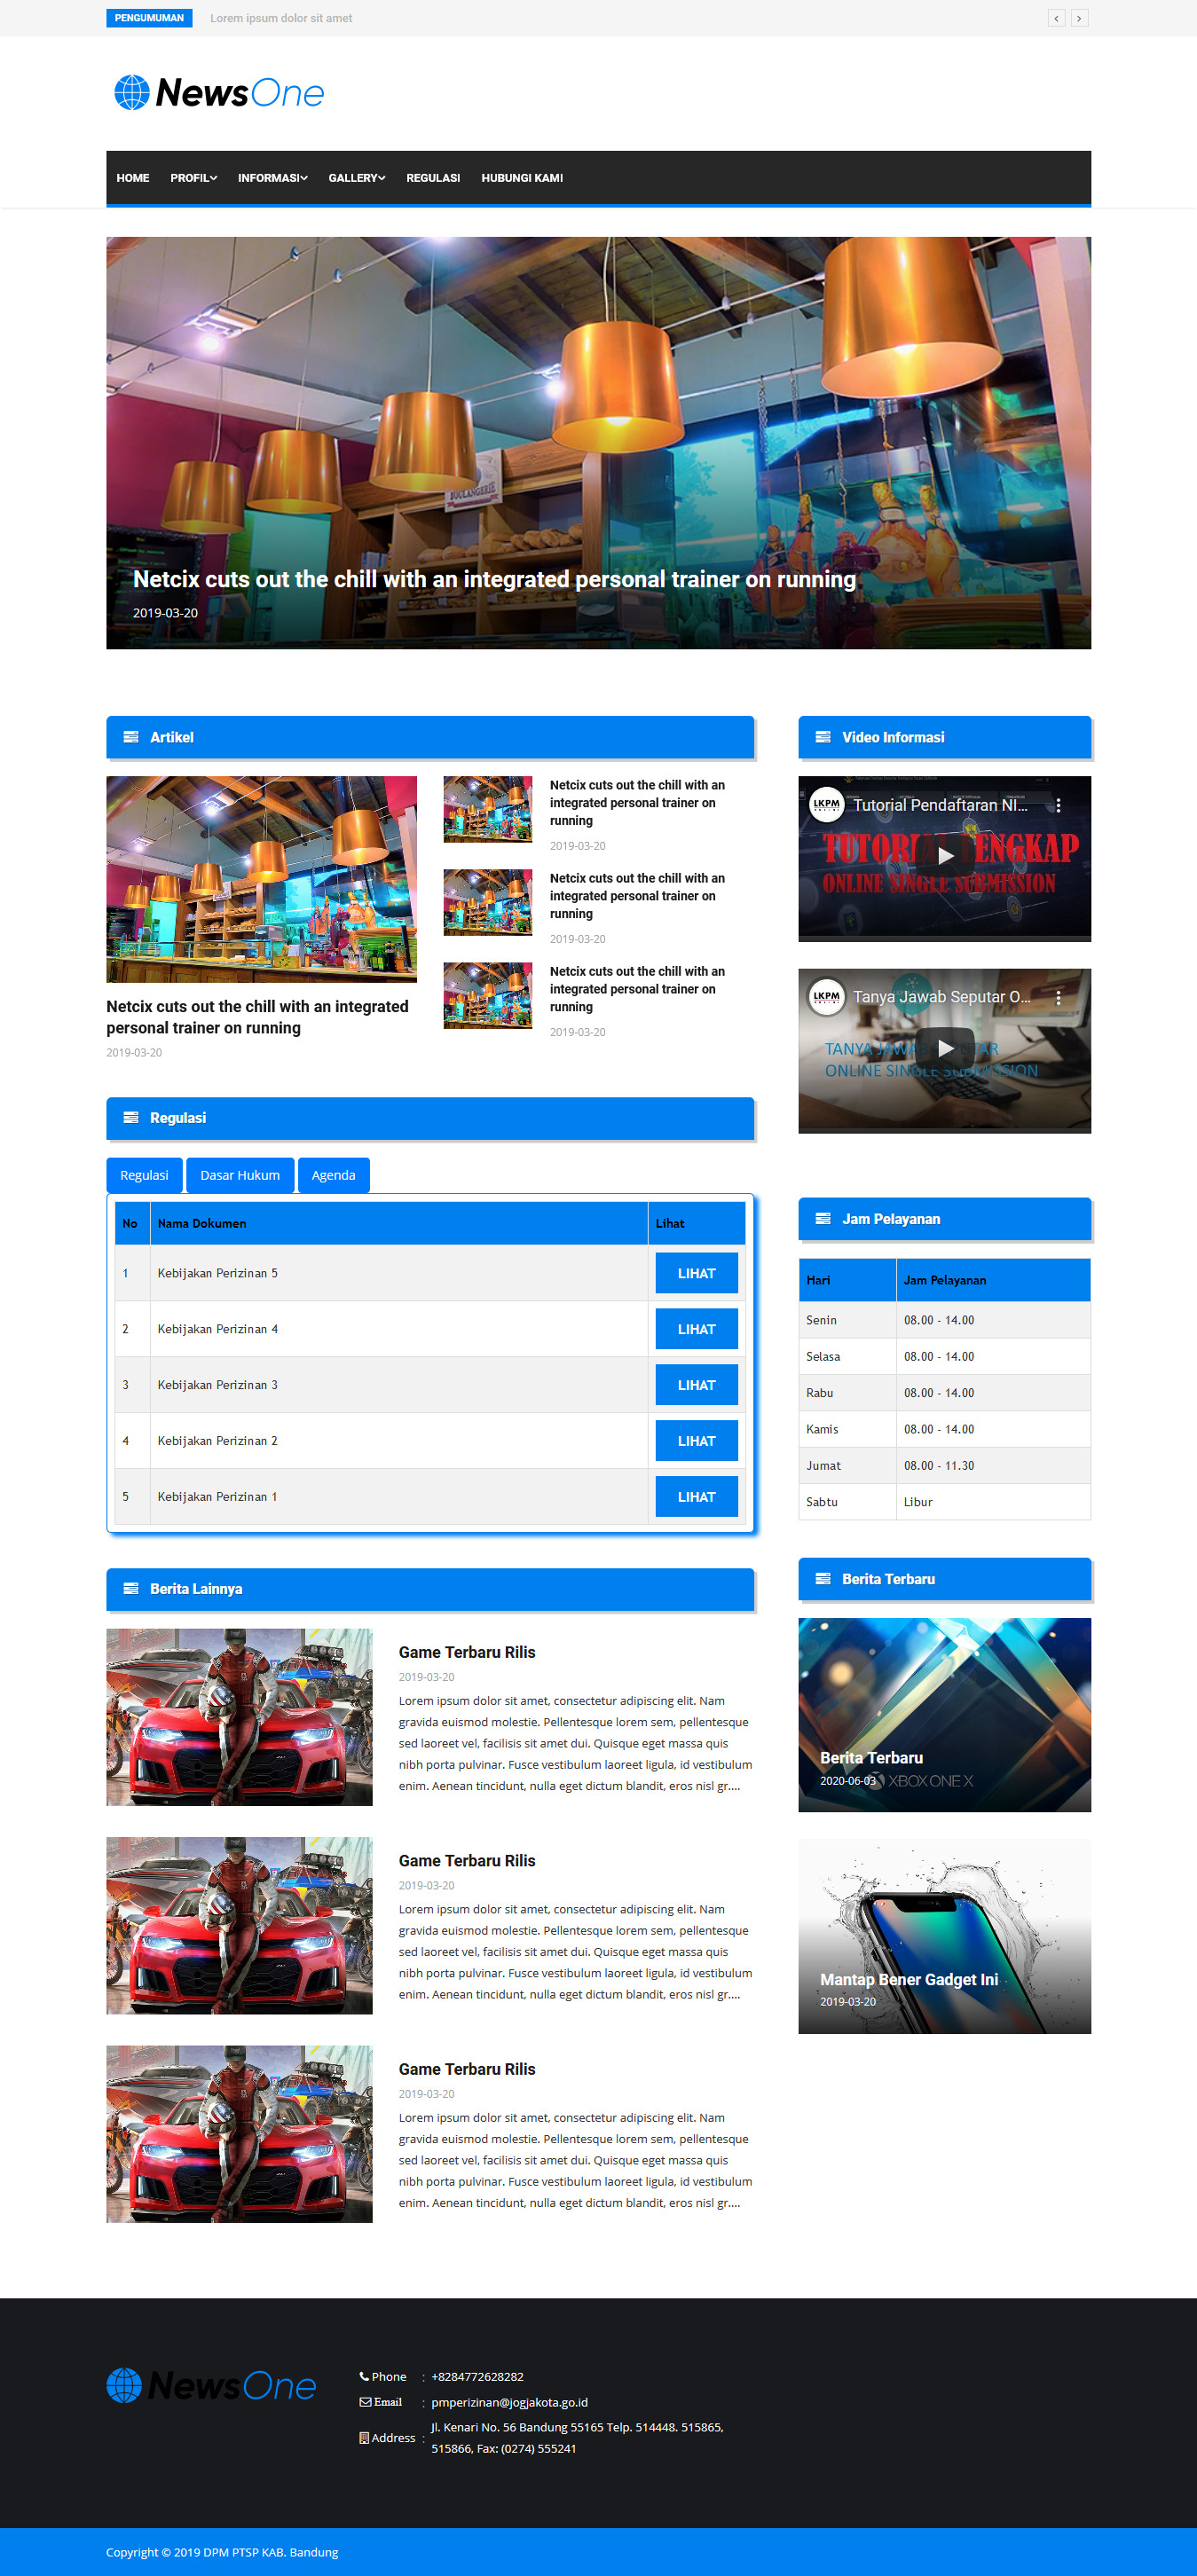 PENGUMUMAN
Lorem ipsum dolor sit amet
NewsOne
HOME
PROFIL
INFORMASI
GALLERY
REGULASI
HUBUNGI KAMI
BOULANGERIE
Netcix cuts out the chill with an integrated personal trainer on running
2019-03-20
Artikel
Netcix cuts out the chill with an integrated
personal trainer on running
2019-03-20
Netcix cuts out the chill with an
integrated personal trainer on
running
2019-03-20
Netcix cuts out the chill with an
integrated personal trainer on
running
2019-03-20
Netcix cuts out the chill with an
integrated personal trainer on
running
2019-03-20
Regulasi
Regulasi
Dasar Hukum
Agenda
No Nama Dokumen Lihat
1 Kebijakan Perizinan 5 LIHAT
2 Kebijakan Perizinan 4 LIHAT
3 Kebijakan Perizinan 3 LIHAT
4 Kebijakan Perizinan 2 LIHAT
5 Kebijakan Perizinan 1 LIHAT
Berita Lainnya
Game Terbaru Rilis
2019-03-20
Lorem ipsum dolor sit amet, consectetur adipiscing elit. Nam
gravida euismod molestie. Pellentesque lorem sem, pellentesque
sed laoreet vel, facilisis sit amet dui. Quisque eget massa quis
nibh porta pulvinar. Fusce vestibulum laoreet ligula, id vestibulum
enim. Aenean tincidunt, nulla eget dictum blandit, eros nisl gr....
Game Terbaru Rilis
2019-03-20
Lorem ipsum dolor sit amet, consectetur adipiscing elit. Nam
gravida euismod molestie. Pellentesque lorem sem, pellentesque
sed laoreet vel, facilisis sit amet dui. Quisque eget massa quis
nibh porta pulvinar. Fusce vestibulum laoreet ligula, id vestibulum
enim. Aenean tincidunt, nulla eget dictum blandit, eros nisl gr....
Game Terbaru Rilis
2019-03-20
Lorem ipsum dolor sit amet, consectetur adipiscing elit. Nam
gravida euismod molestie. Pellentesque lorem sem, pellentesque
sed laoreet vel, facilisis sit amet dui. Quisque eget massa quis
nibh porta pulvinar. Fusce vestibulum laoreet ligula, id vestibulum
enim. Aenean tincidunt, nulla eget dictum blandit, eros nisl gr....
Video Informasi
LKPM
Tutorial Pendaftaran NI...
ONLINE SINGLE SUBMISSION
LKPM
Tanya Jawab Seputar O...
TANYA JAWAB
ONLINE SINGLE SUBMISSION
Jam Pelayanan
Hari Jam Pelayanan
Senin 08.00 - 14.00
Selasa 08.00 - 14.00
Rabu 08.00 - 14.00
Kamis 08.00 - 14.00
Jumat 08.00 - 11.30
Sabtu Libur
Berita Terbaru
Berita Terbaru
2020-06-03
XBOX ONE X
Mantap Bener Gadget Ini
2019-03-20
NewsOne
Phone : +8284772628282
Email : pmperizinan@jogjakota.go.id
Address : Jl. Kenari No. 56 Bandung 55165 Telp. 514448. 515865,
515866, Fax: (0274) 555241
Copyright © 2019 DPM PTSP KAB. Bandung